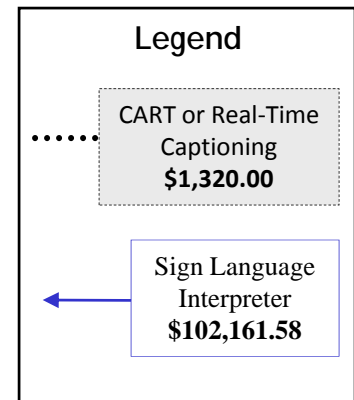 Legend
CART or Real-Time
Captioning
$1,320.00
Sign Language
Interpreter
$102,161.58